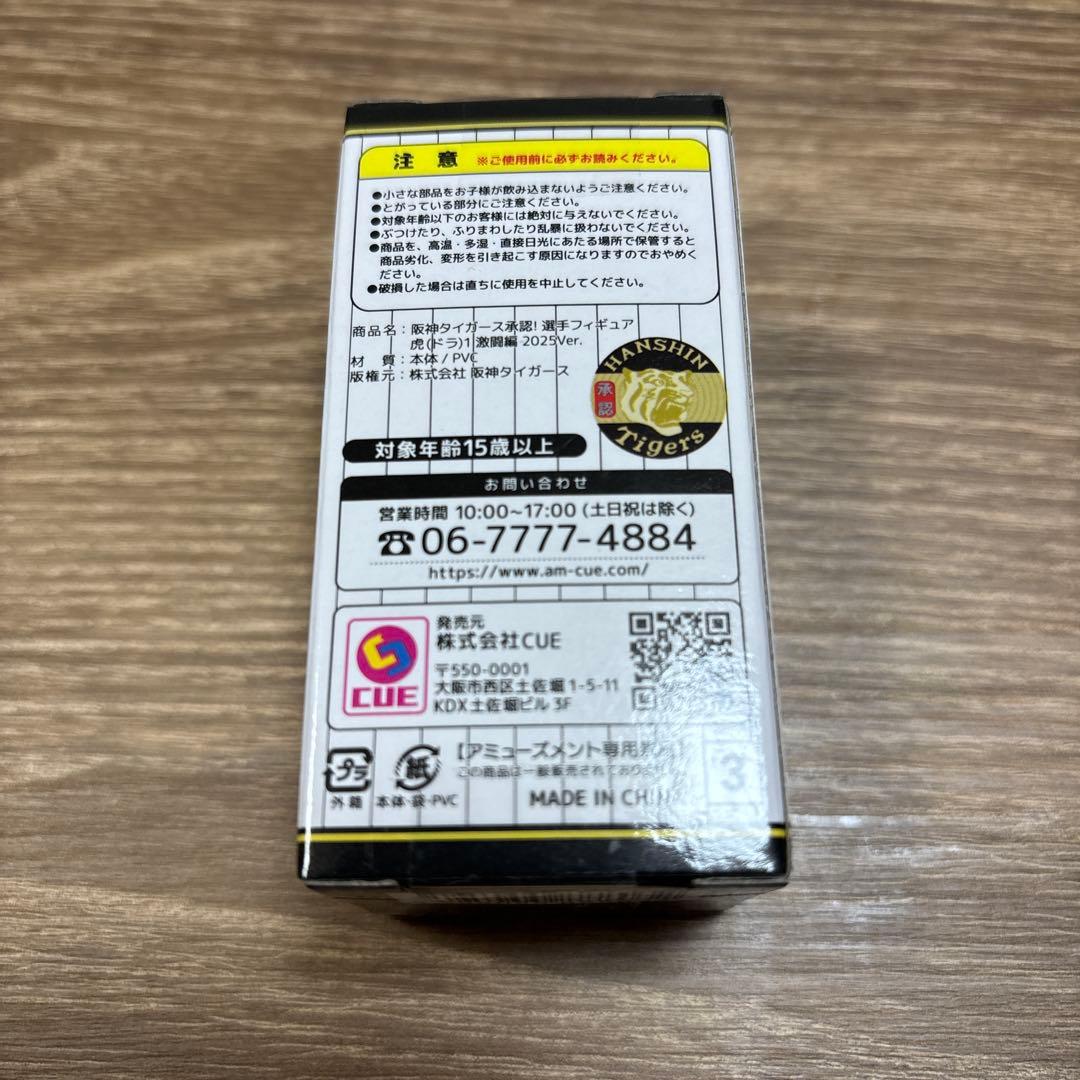 注意 ※ご使用前に必ずお読みください。
●小さな部品をお子様が飲み込まないようご注意ください。
●とがっている部分にご注意ください。
●対象年齢以下のお客様には絶対に与えないでください。
●ぶつけたり、ふりまわしたり乱暴に扱わないでください。
●商品を、高温・多湿・直接日光にあたる場所で保管すると
商品劣化、変形を引き起こす原因になりますのでおやめく
ださい。
●破損した場合は直ちに使用を中止してください。
商品名：阪神タイガース承認! 選手フィギュア
虎(ドラ)1 激闘編 2025Ver.
材　質：本体 / PVC
版権元：株式会社 阪神タイガース
HANSHIN
承認
Tigers
対象年齢15歳以上
お問い合わせ
営業時間 10:00~17:00 (土日祝は除く)
☎06-7777-4884
https://www.am-cue.com/
CUE
発売元
株式会社CUE
〒550-0001
大阪市西区土佐堀 1-5-11
KDX土佐堀ビル 3F
プラ
外箱
紙
本体・袋・PVC
【アミューズメント専用
この商品は一般販売されておりません
MADE IN CHINA
3